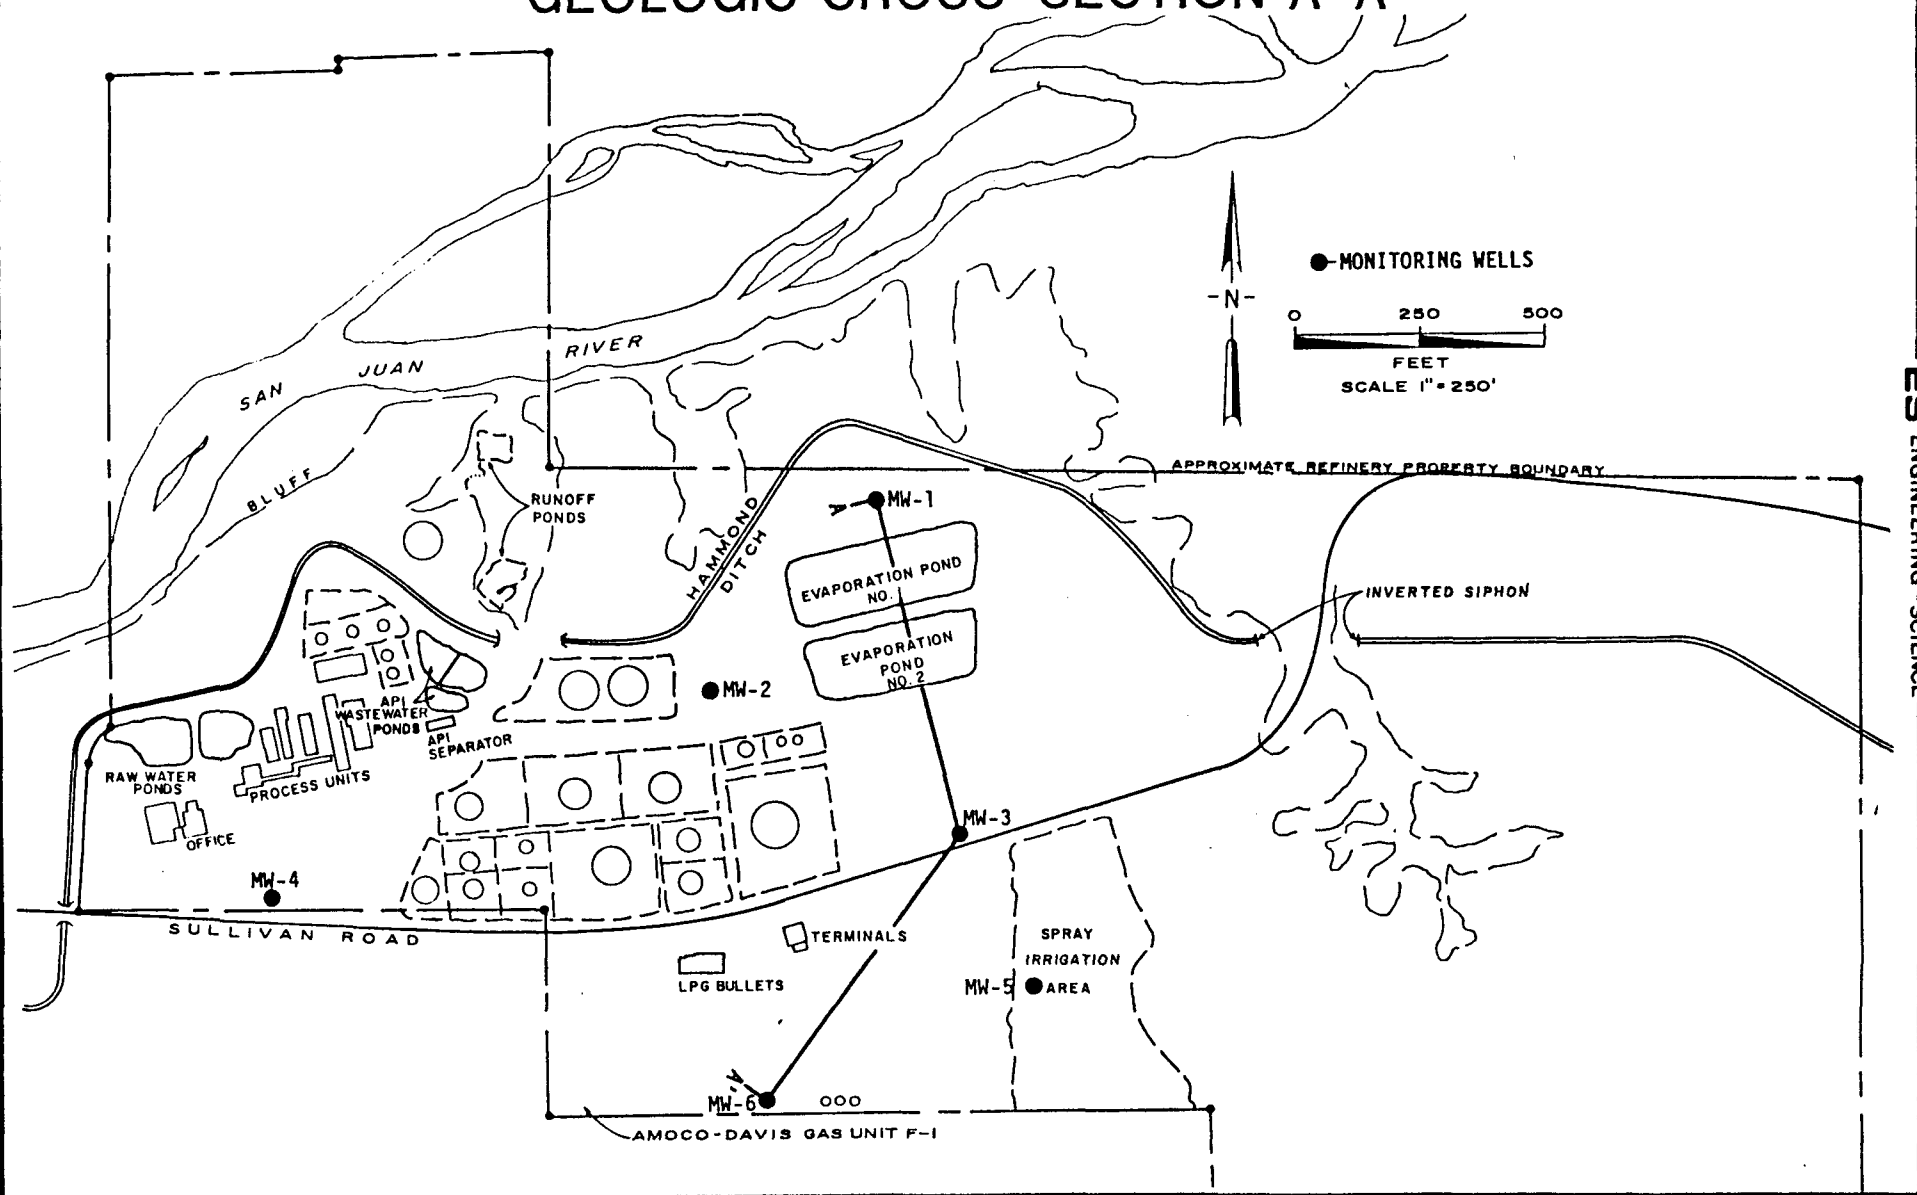 GEOLOGIC CROSS-SECTION A-A'
MONITORING WELLS
-N-
0 250 500
FEET
SCALE 1"=250'
SAN JUAN RIVER
BLUFF
RUNOFF
PONDS
HAMMOND
DITCH
APPROXIMATE REFINERY PROPERTY BOUNDARY
A
MW-1
EVAPORATION POND
NO.
EVAPORATION
POND
NO. 2
INVERTED SIPHON
MW-2
API
WASTEWATER
PONDS
API
SEPARATOR
RAW WATER
PONDS
PROCESS UNITS
OFFICE
MW-3
MW-4
SULLIVAN ROAD
TERMINALS
LPG BULLETS
SPRAY
IRRIGATION
AREA
MW-5
A'
MW-6
AMOCO-DAVIS GAS UNIT F-1
ES ENGINEERING-SCIENCE